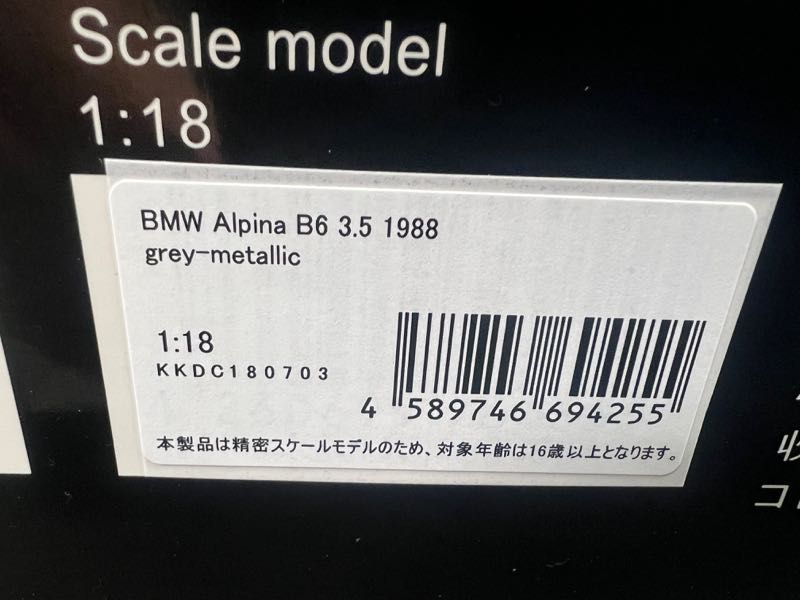 Scale model
1:18
BMW Alpina B6 3.5 1988
grey-metallic
1:18
KKDC180703
4 589746 694255
本製品は精密スケールモデルのため、対象年齢は16歳以上となります。